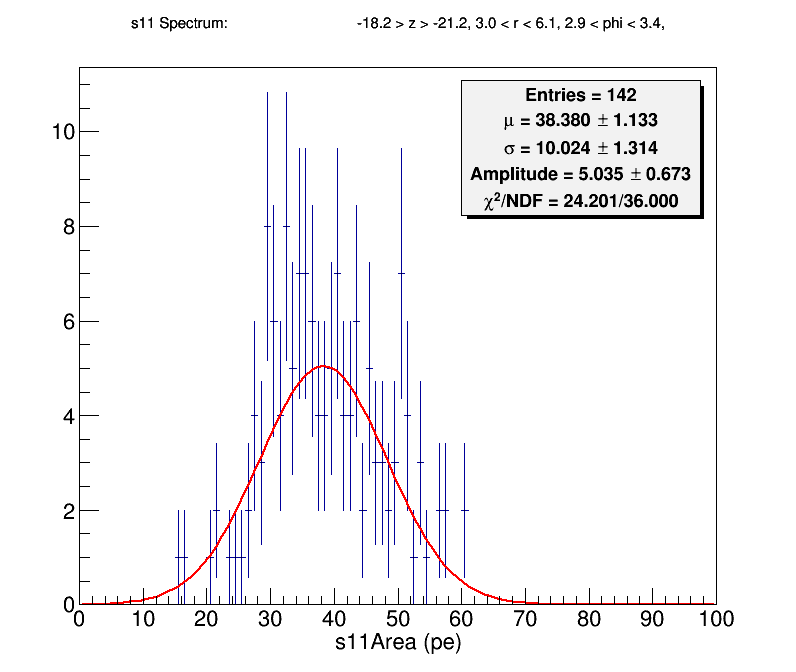 s11 Spectrum: -18.2 > z > -21.2, 3.0 < r < 6.1, 2.9 < phi < 3.4,
Entries = 142
μ = 38.380 ± 1.133
σ = 10.024 ± 1.314
Amplitude = 5.035 ± 0.673
χ²/NDF = 24.201/36.000
10
8
6
4
2
0
0 10 20 30 40 50 60 70 80 90 100
s11Area (pe)